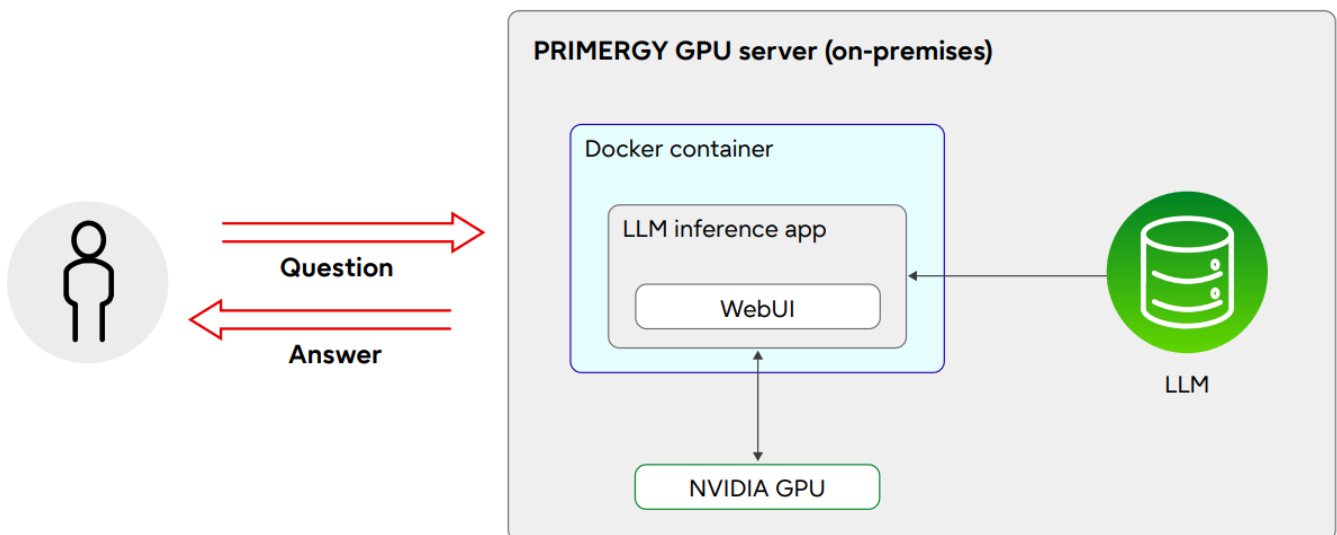 PRIMERGY GPU server (on-premises)
Docker container
LLM inference app
WebUI
Question
Answer
LLM
NVIDIA GPU